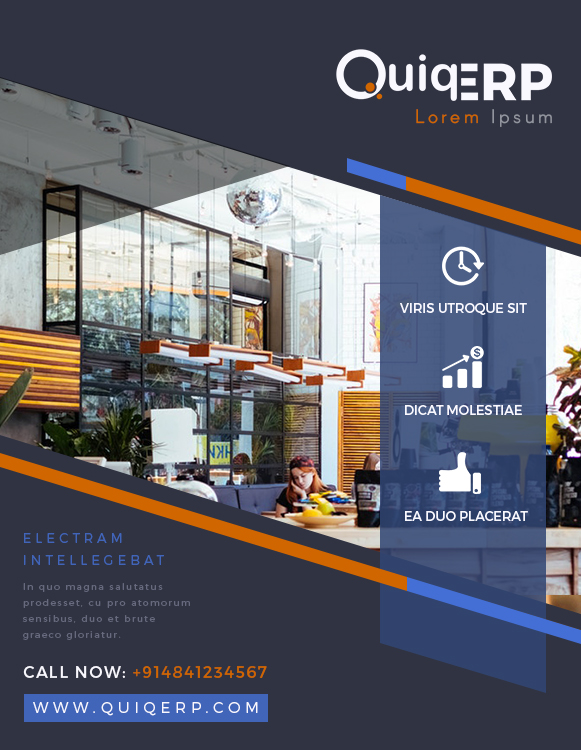 QuiqERP
Lorem Ipsum
VIRIS UTROQUE SIT
$
DICAT MOLESTIAE
EA DUO PLACERAT
ELECTRAM
INTELLEGEBAT
In quo magna salutatus
prodesset, cu pro atomorum
sensibus, duo et brute
graeco gloriatur.
CALL NOW: +914841234567
WWW.QUIQERP.COM